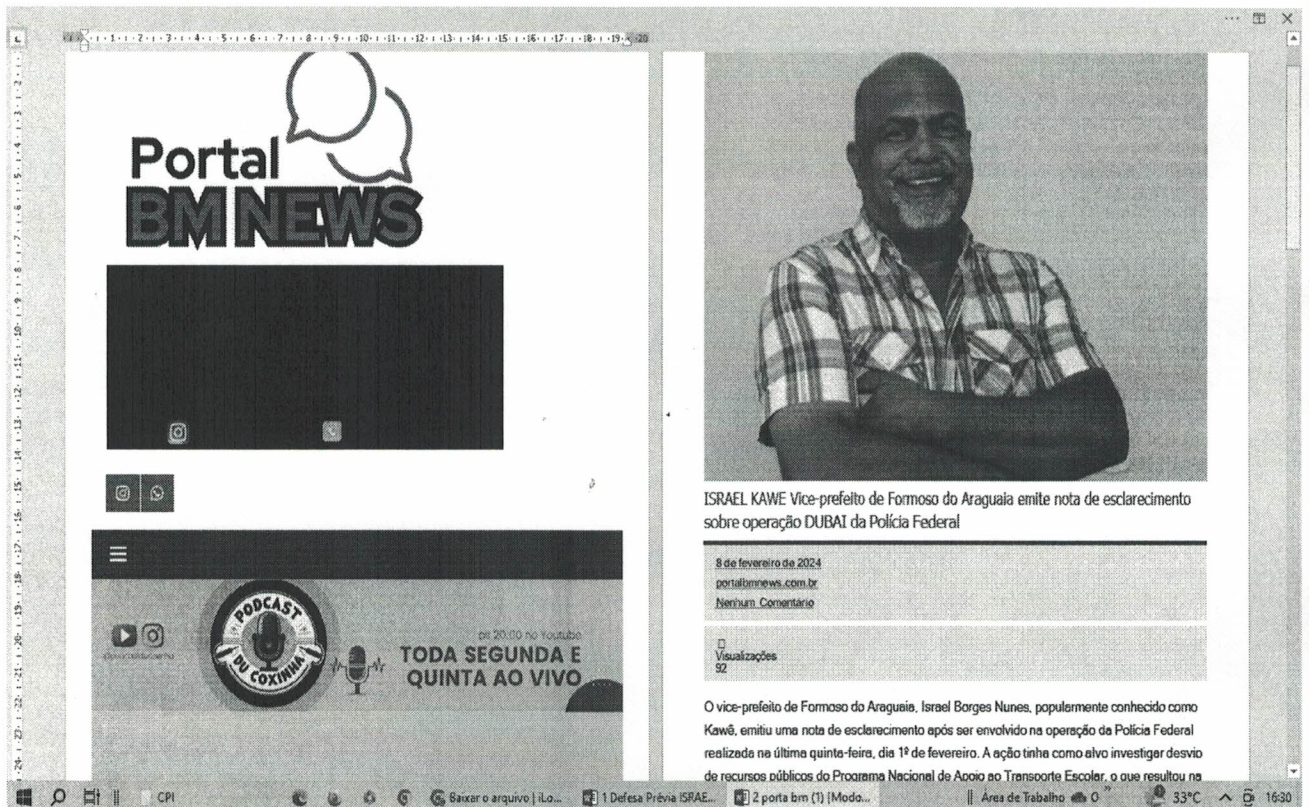 Portal
BM NEWS
PODCAST
DU COXINHA
às 20:00 no Youtube
TODA SEGUNDA E
QUINTA AO VIVO
ISRAEL KAWE Vice-prefeito de Formoso do Araguaia emite nota de esclarecimento
sobre operação DUBAI da Polícia Federal
8 de fevereiro de 2024
portalbmnews.com.br
Nenhum Comentário
Visualizações
92
O vice-prefeito de Formoso do Araguaia, Israel Borges Nunes, popularmente conhecido como
Kawê, emitiu uma nota de esclarecimento após ser envolvido na operação da Polícia Federal
realizada na última quinta-feira, dia 1º de fevereiro. A ação tinha como alvo investigar desvio
de recursos públicos do Programa Nacional de Apoio ao Transporte Escolar, o que resultou na
CPI
Baixar o arquivo | iLo...
1 Defesa Prévia ISRAE...
2 porta bm (1) [Modo...
Área de Trabalho
33°C
16:30